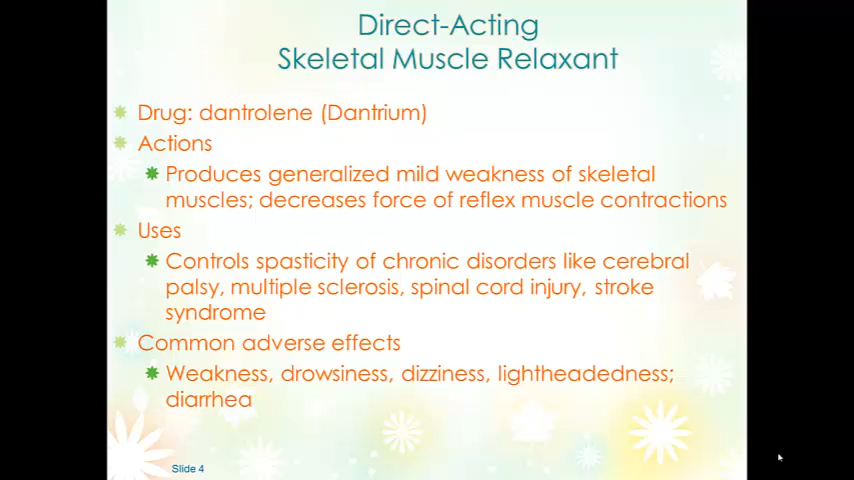 Direct-Acting
Skeletal Muscle Relaxant
Drug: dantrolene (Dantrium)
Actions
Produces generalized mild weakness of skeletal
muscles; decreases force of reflex muscle contractions
Uses
Controls spasticity of chronic disorders like cerebral
palsy, multiple sclerosis, spinal cord injury, stroke
syndrome
Common adverse effects
Weakness, drowsiness, dizziness, lightheadedness;
diarrhea
Slide 4